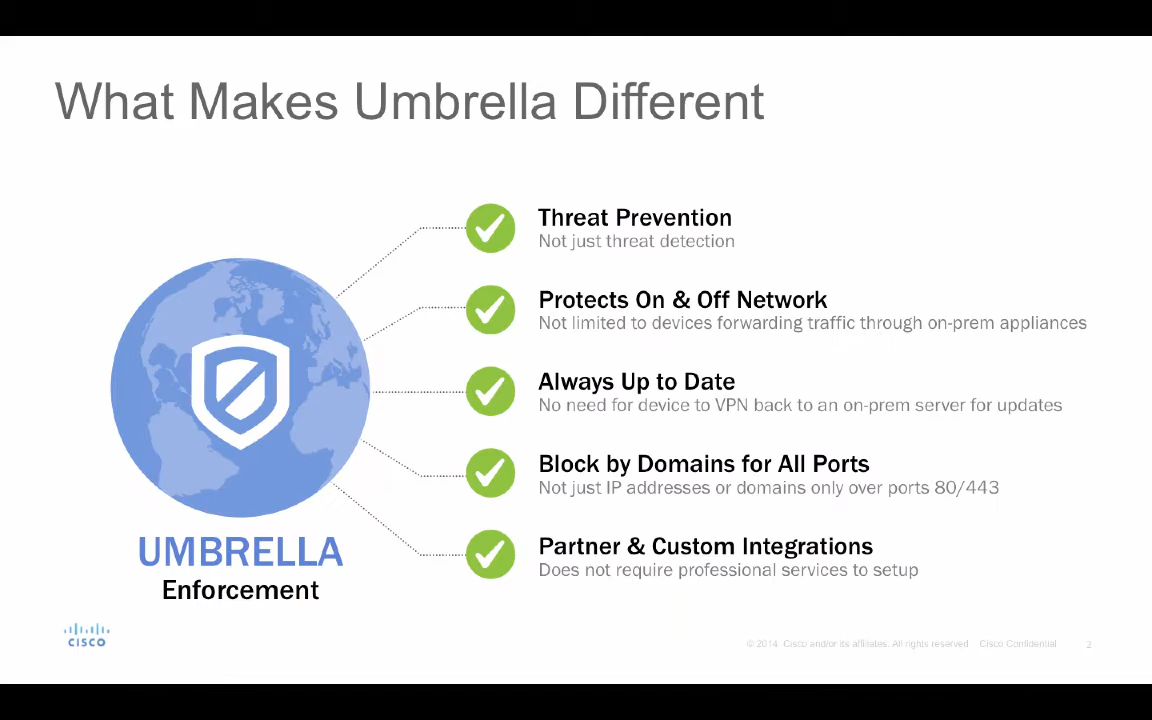 What Makes Umbrella Different
Threat Prevention
Not just threat detection
Protects On & Off Network
Not limited to devices forwarding traffic through on-prem appliances
Always Up to Date
No need for device to VPN back to an on-prem server for updates
Block by Domains for All Ports
Not just IP addresses or domains only over ports 80/443
Partner & Custom Integrations
Does not require professional services to setup
UMBRELLA
Enforcement
CISCO
© 2014 Cisco and/or its affiliates. All rights reserved Cisco Confidential 2